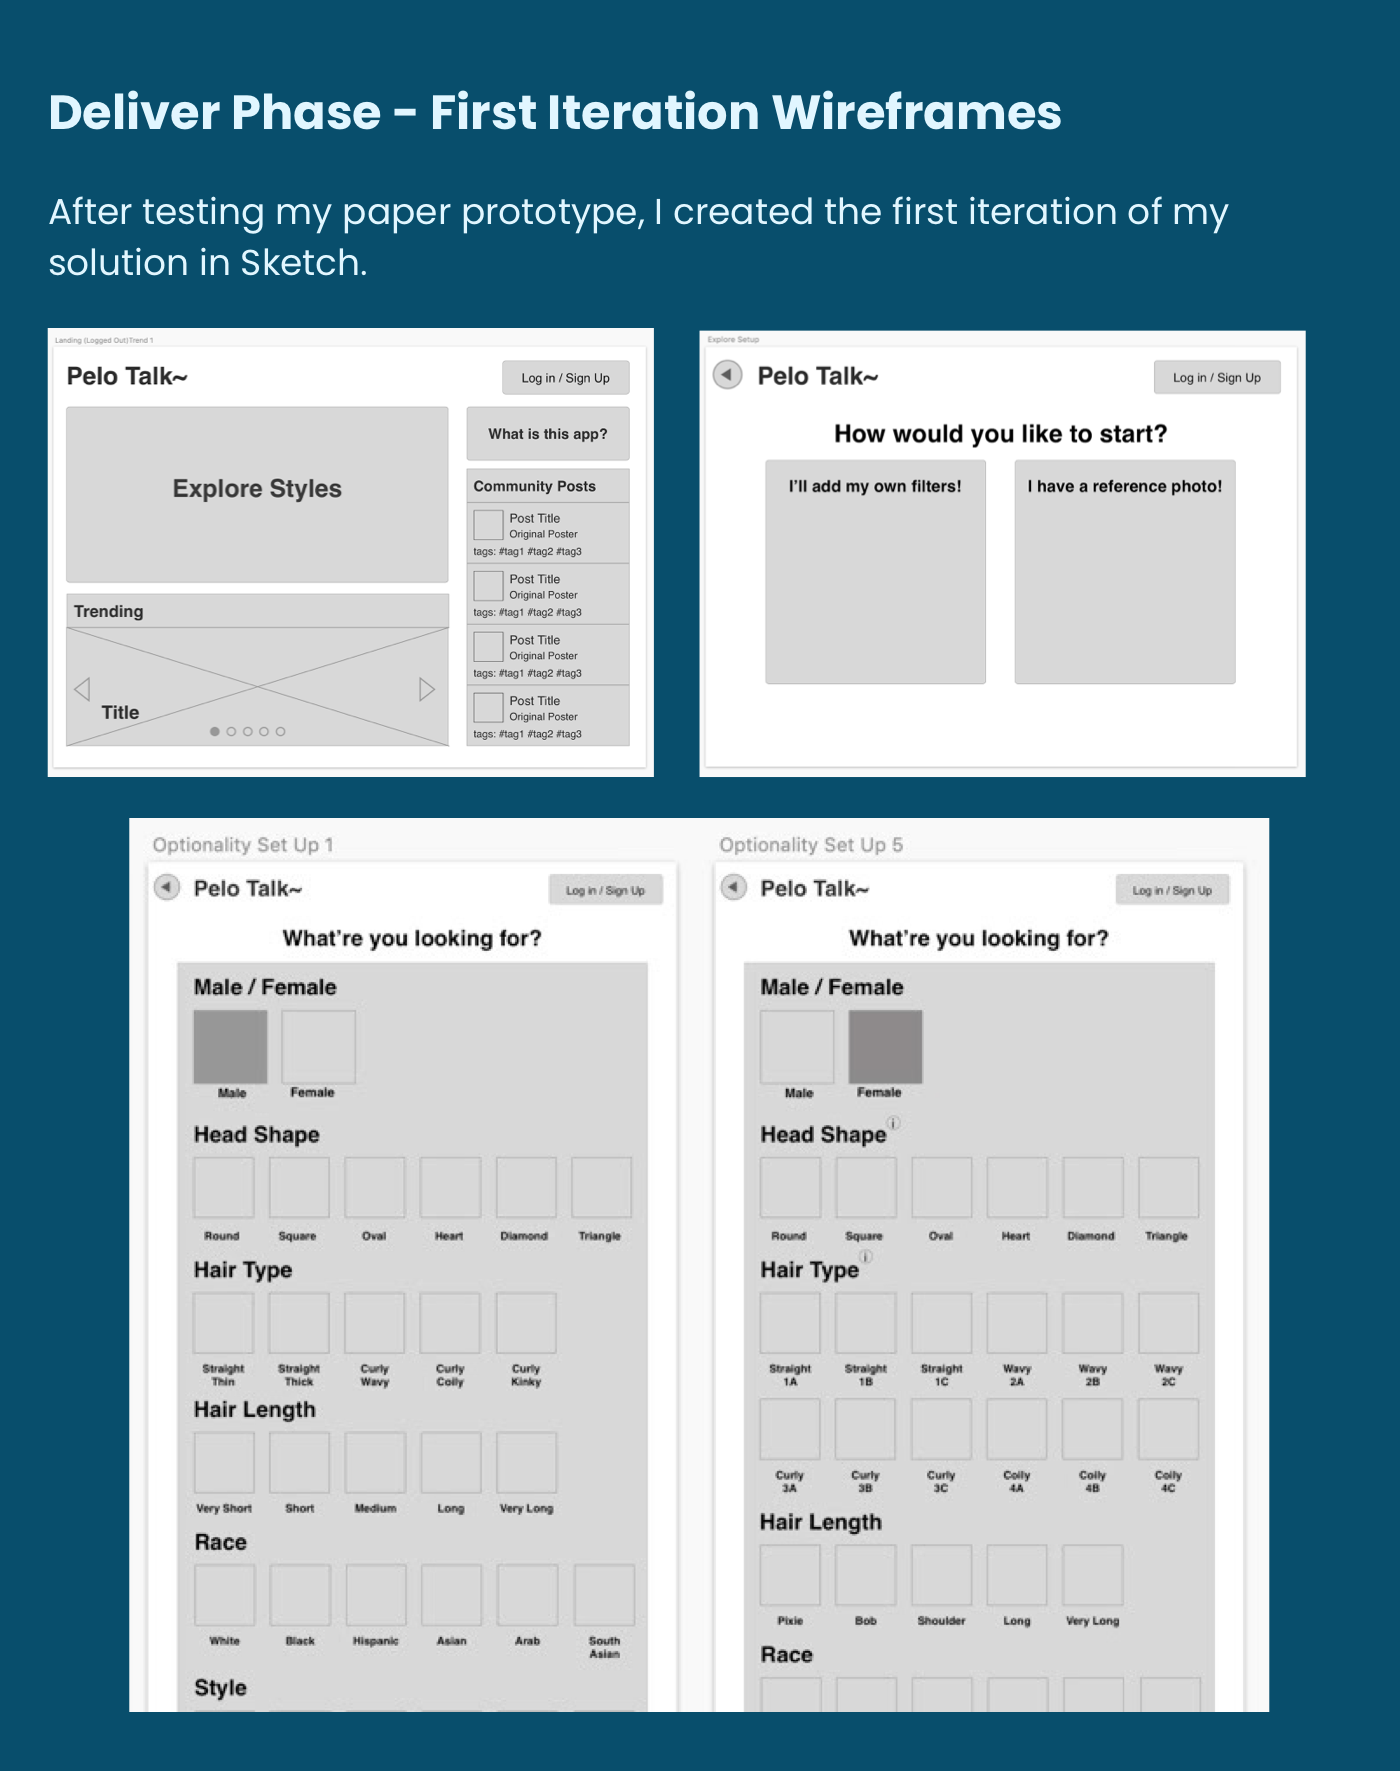 Deliver Phase - First Iteration Wireframes
After testing my paper prototype, I created the first iteration of my
solution in Sketch.
Landing (Logged Out)Trend 1
Pelo Talk~
Log in / Sign Up
Explore Styles
What is this app?
Community Posts
Post Title
Original Poster
tags: #tag1 #tag2 #tag3
Post Title
Original Poster
tags: #tag1 #tag2 #tag3
Post Title
Original Poster
tags: #tag1 #tag2 #tag3
Post Title
Original Poster
tags: #tag1 #tag2 #tag3
Trending
Title
Explore Setup
Pelo Talk~
Log in / Sign Up
How would you like to start?
I'll add my own filters!
I have a reference photo!
Optionality Set Up 1
Pelo Talk~
Log in / Sign Up
What're you looking for?
Male / Female
Male Female
Head Shape
Round Square Oval Heart Diamond Triangle
Hair Type
Straight Straight Curly Curly Curly
Thin Thick Wavy Coily Kinky
Hair Length
Very Short Short Medium Long Very Long
Race
White Black Hispanic Asian Arab South
Asian
Style
Optionality Set Up 5
Pelo Talk~
Log in / Sign Up
What're you looking for?
Male / Female
Male Female
Head Shape ⓘ
Round Square Oval Heart Diamond Triangle
Hair Type ⓘ
Straight Straight Straight Wavy Wavy Wavy
1A 1B 1C 2A 2B 2C
Curly Curly Curly Coily Coily Coily
3A 3B 3C 4A 4B 4C
Hair Length
Pixie Bob Shoulder Long Very Long
Race